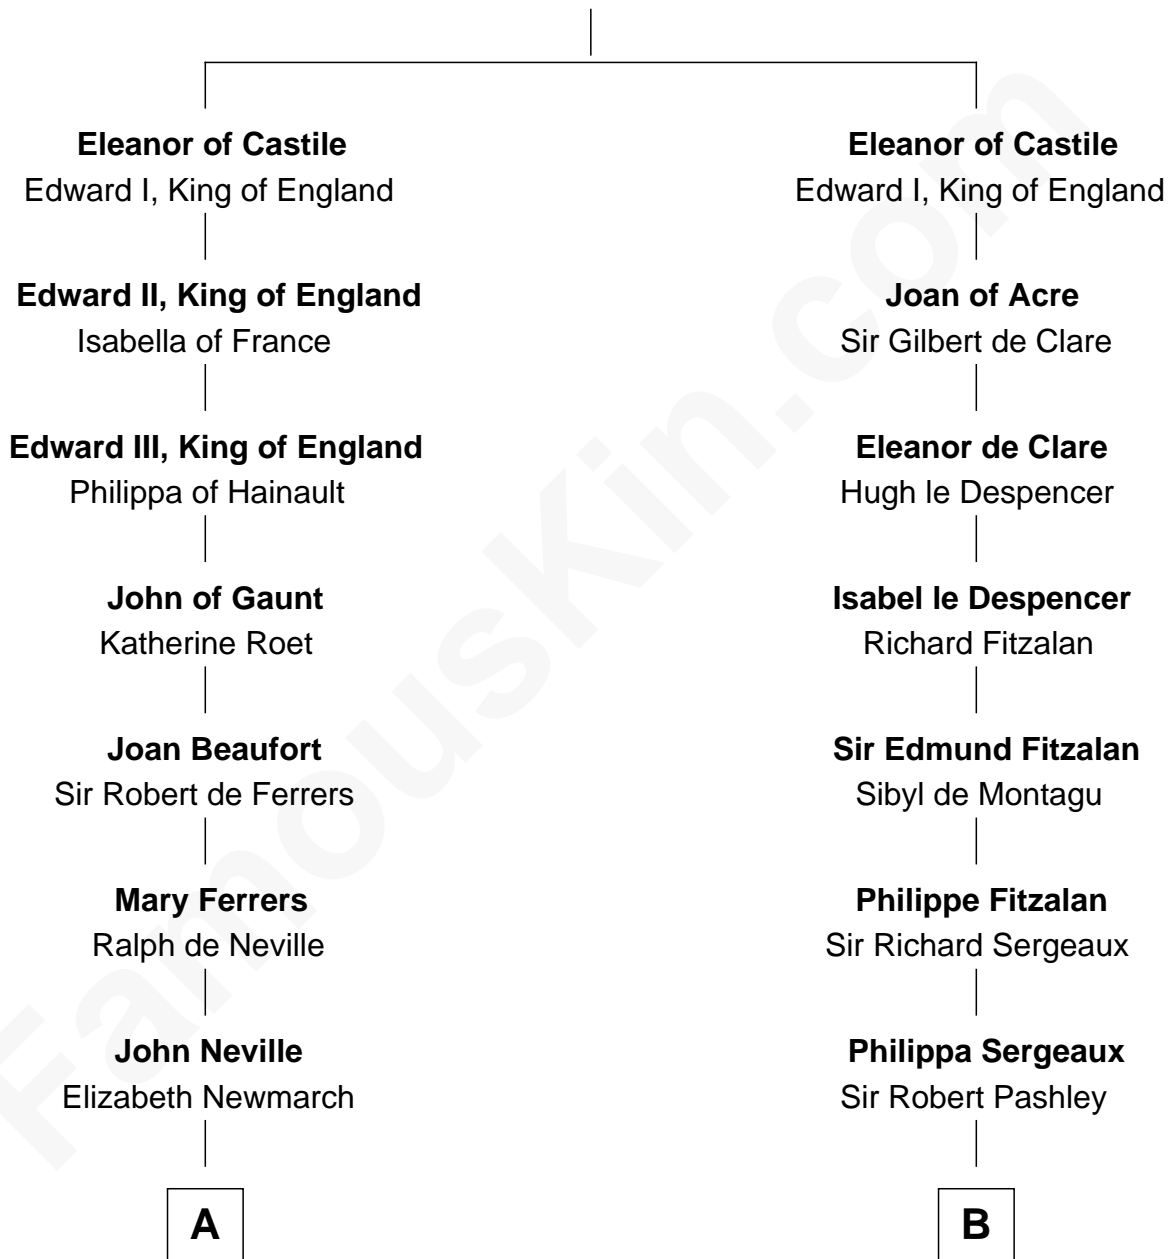 Eleanor of Castile
Edward I, King of England
Edward II, King of England
Isabella of France
Edward III, King of England
Philippa of Hainault
John of Gaunt
Katherine Roet
Joan Beaufort
Sir Robert de Ferrers
Mary Ferrers
Ralph de Neville
John Neville
Elizabeth Newmarch
A
Eleanor of Castile
Edward I, King of England
Joan of Acre
Sir Gilbert de Clare
Eleanor de Clare
Hugh le Despencer
Isabel le Despencer
Richard Fitzalan
Sir Edmund Fitzalan
Sibyl de Montagu
Philippe Fitzalan
Sir Richard Sergeaux
Philippa Sergeaux
Sir Robert Pashley
B
FamousKin.com